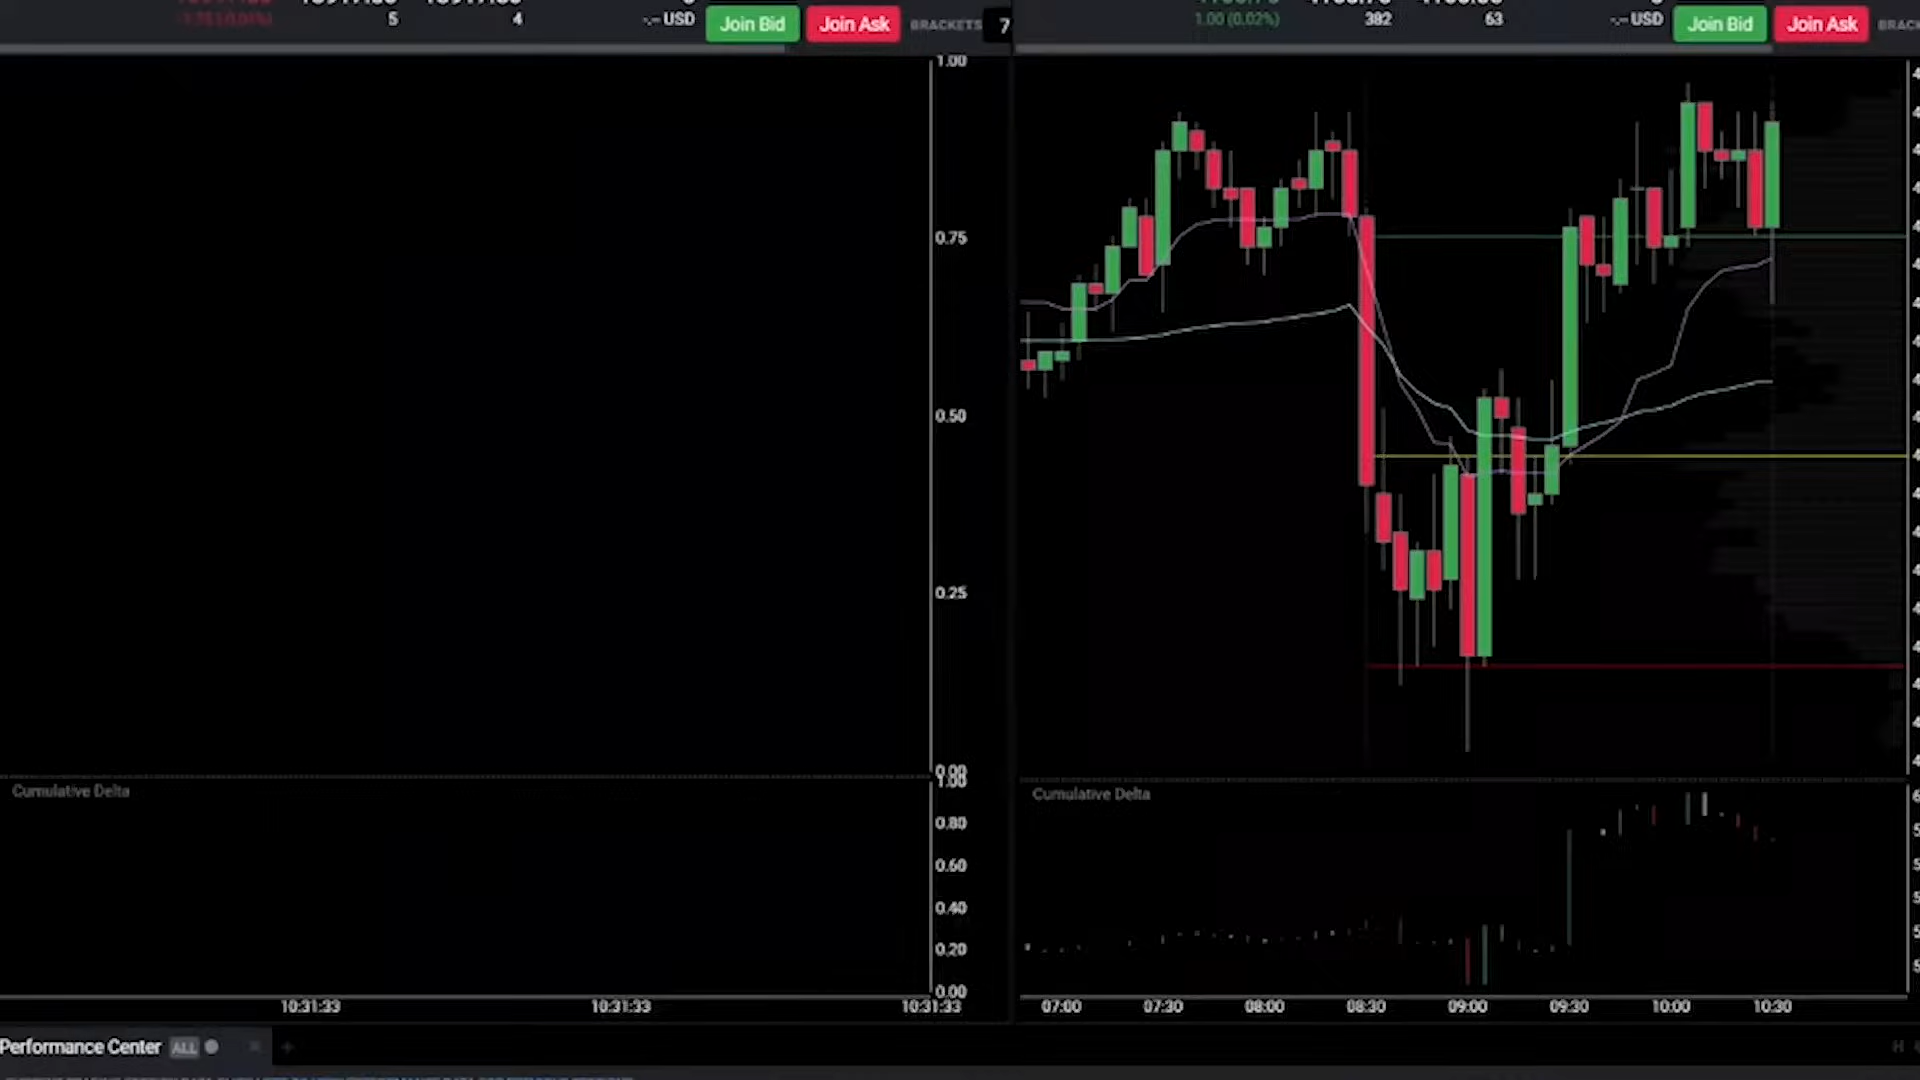 5 4 -.-- USD Join Bid Join Ask BRACKETS 7
1.00 (0.02%) 382 63 -.-- USD Join Bid Join Ask
1.00
0.75
0.50
0.25
0.00
1.00
Cumulative Delta
0.80
0.60
0.40
0.20
0.00
10:31:33 10:31:33 10:31:33
Cumulative Delta
07:00 07:30 08:00 08:30 09:00 09:30 10:00 10:30
Performance Center ALL × +
H